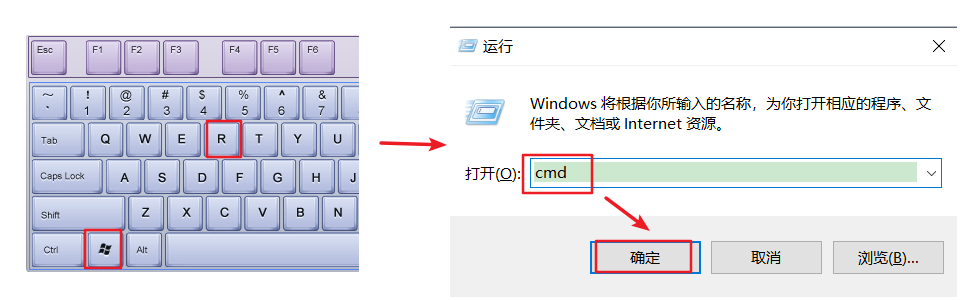 Esc F1 F2 F3 F4 F5 F6
~ ! @ # $ % ^ &
` 1 2 3 4 5 6 7
Tab Q W E R T Y U
Caps Lock A S D F G H J
Shift Z X C V B N
Ctrl Alt
运行
Windows 将根据你所输入的名称，为你打开相应的程序、文
件夹、文档或 Internet 资源。
打开(O): cmd
确定 取消 浏览(B)...